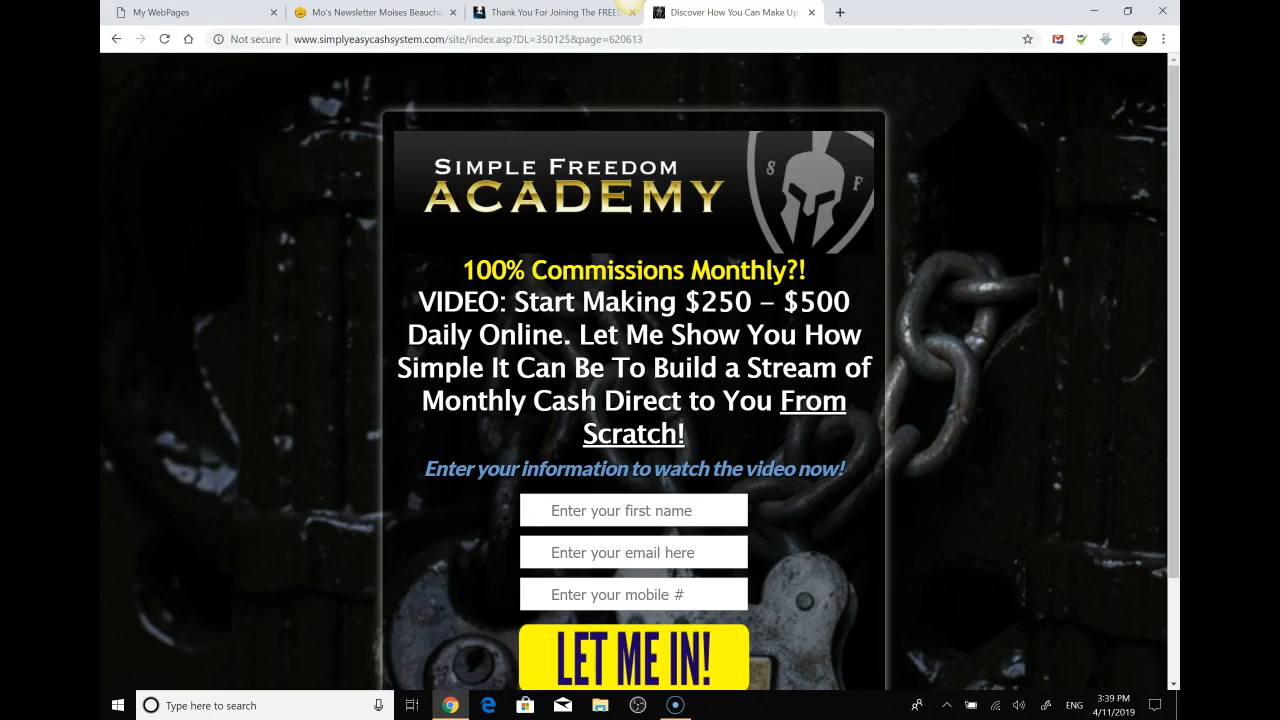 My WebPages
Mo's Newsletter Moises Beaucha
Thank You For Joining The FREE
Discover How You Can Make Up
Not secure | www.simplyeasycashsystem.com/site/index.asp?DL=350125&page=620613
SIMPLE FREEDOM
ACADEMY
S F
100% Commissions Monthly?!
VIDEO: Start Making $250 – $500
Daily Online. Let Me Show You How
Simple It Can Be To Build a Stream of
Monthly Cash Direct to You From
Scratch!
Enter your information to watch the video now!
Enter your first name
Enter your email here
Enter your mobile #
LET ME IN!
Type here to search
ENG
3:39 PM
4/11/2019